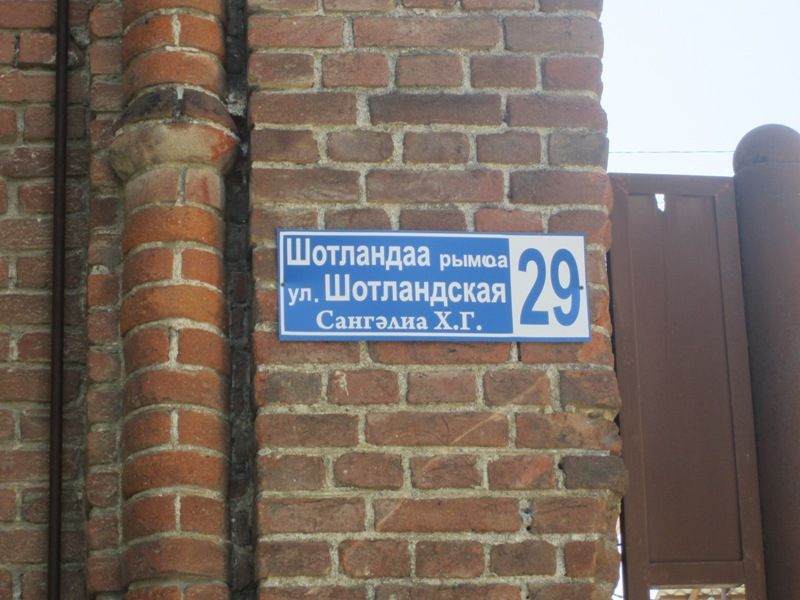 Шотландаа рымҩа
ул. Шотландская
Сангәлиа Х.Г.
29